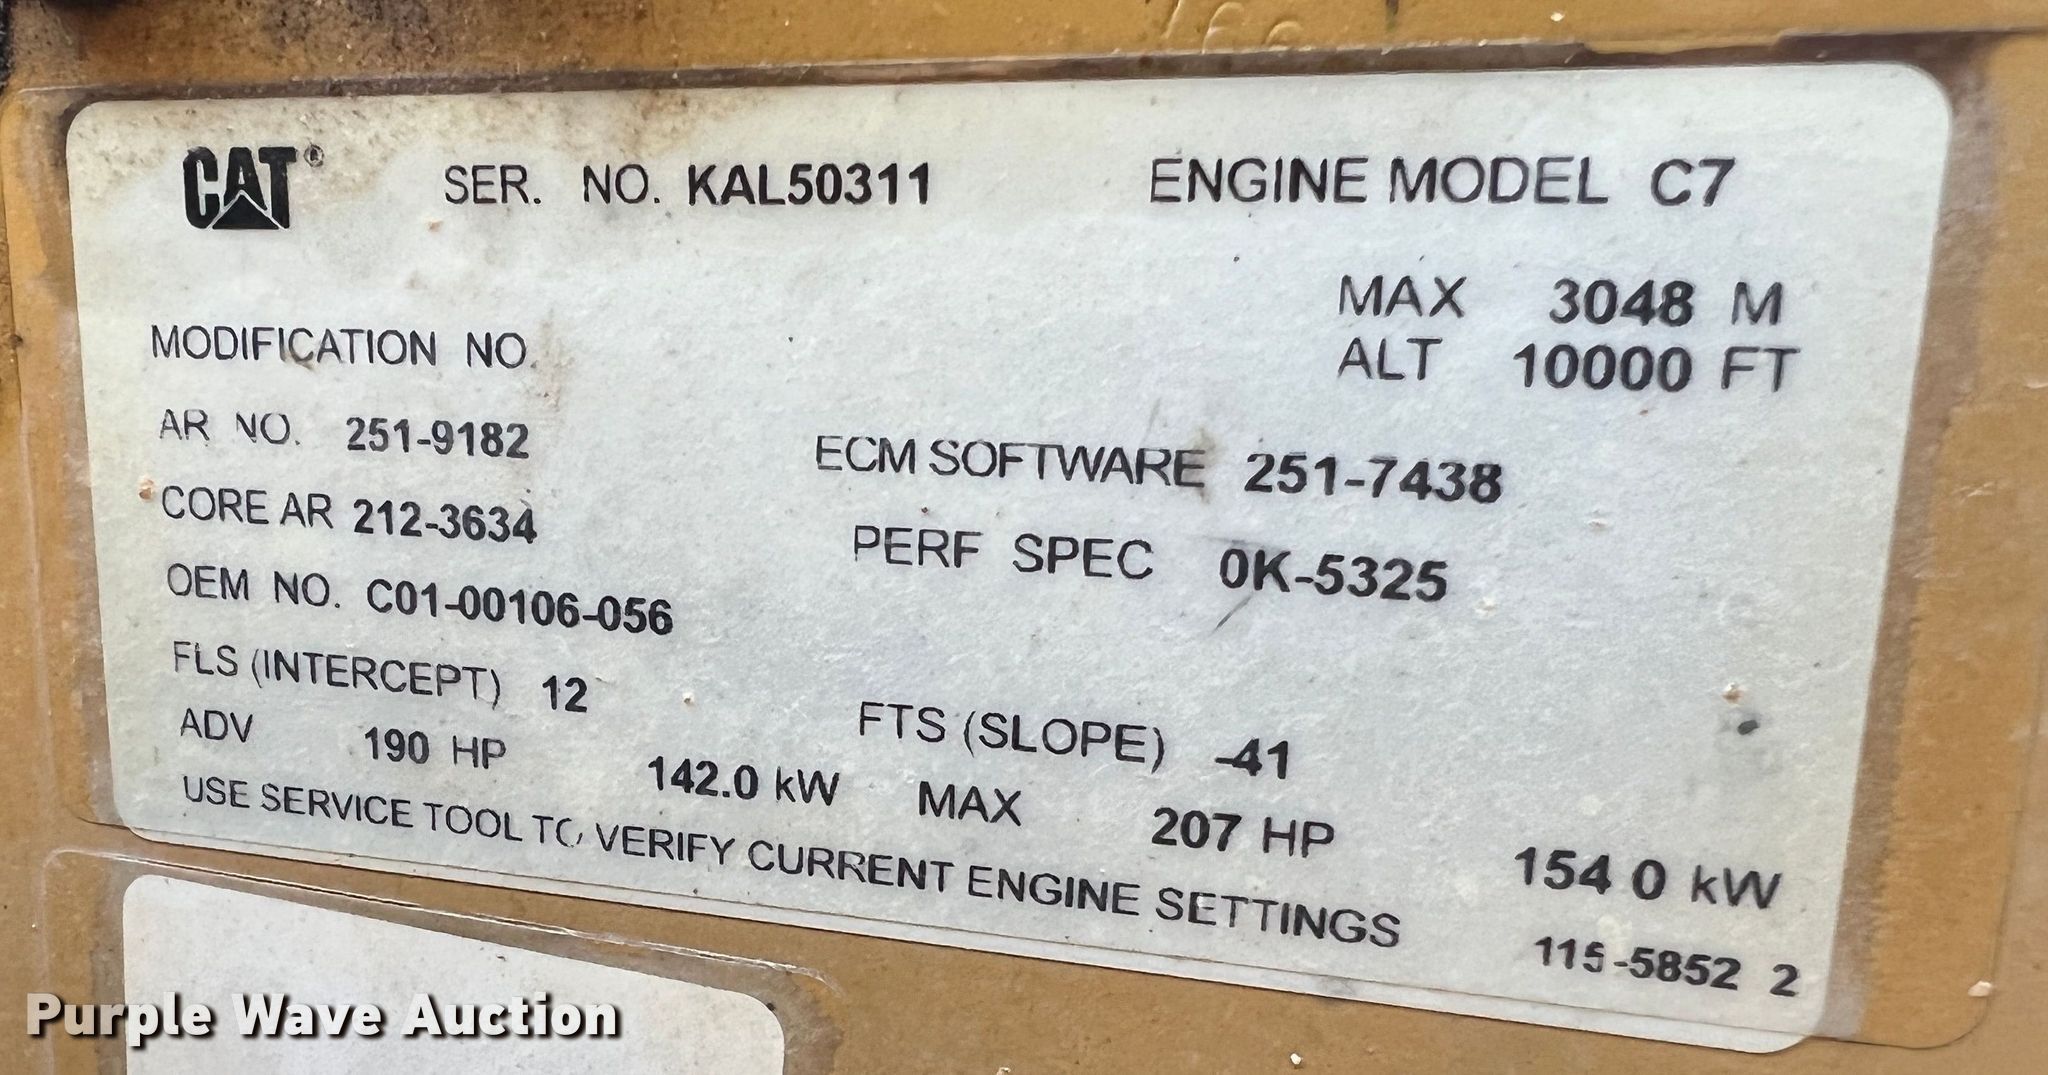 CAT® SER. NO. KAL50311 ENGINE MODEL C7
MAX 3048 M
ALT 10000 FT
MODIFICATION NO.
AR NO. 251-9182
ECM SOFTWARE 251-7438
CORE AR 212-3634
PERF SPEC 0K-5325
OEM NO. C01-00106-056
FLS (INTERCEPT) 12
FTS (SLOPE) -41
ADV 190 HP 142.0 kW MAX 207 HP 154 0 kW
USE SERVICE TOOL TO VERIFY CURRENT ENGINE SETTINGS
115-5852 2
Purple Wave Auction